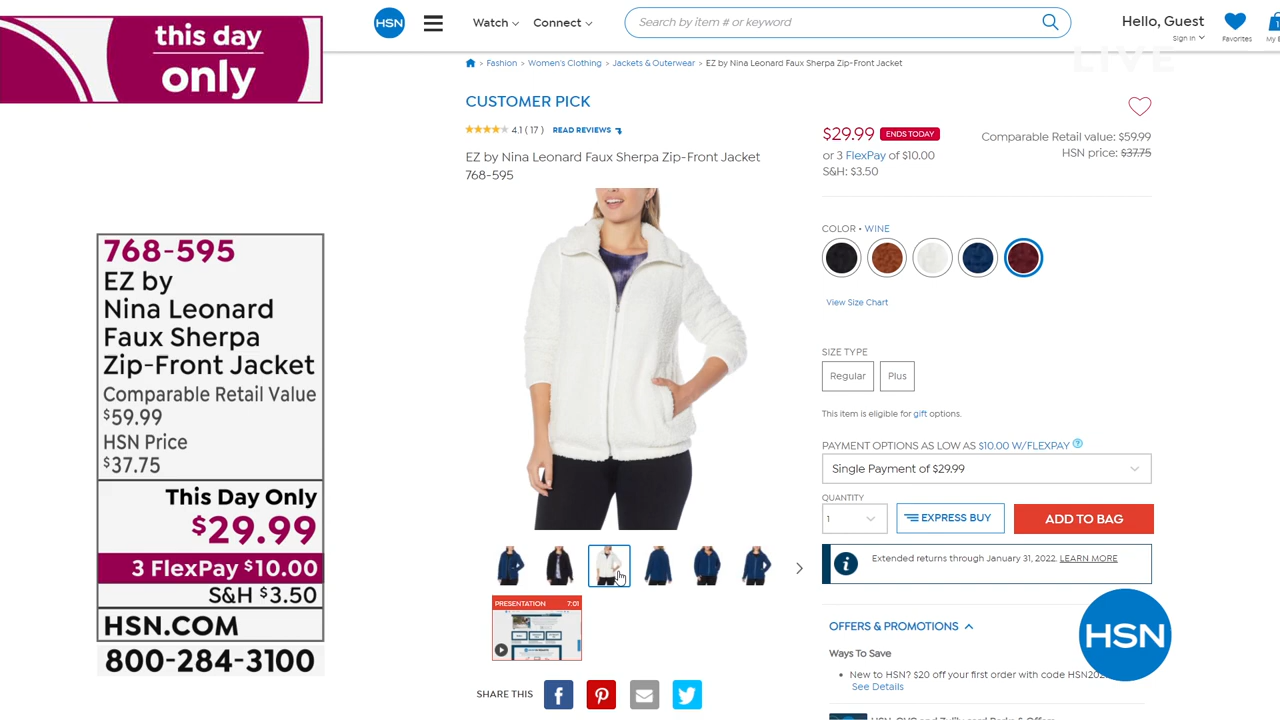 this day
only
768-595
EZ by
Nina Leonard
Faux Sherpa
Zip-Front Jacket
Comparable Retail Value
$59.99
HSN Price
$37.75
This Day Only
$29.99
3 FlexPay $10.00
S&H $3.50
HSN.COM
800-284-3100
HSN
Watch
Connect
Search by item # or keyword
Hello, Guest
Sign In
Favorites
LIVE
> Fashion > Women's Clothing > Jackets & Outerwear > EZ by Nina Leonard Faux Sherpa Zip-Front Jacket
CUSTOMER PICK
4.1 ( 17 ) READ REVIEWS
EZ by Nina Leonard Faux Sherpa Zip-Front Jacket
768-595
PRESENTATION 7:01
SHARE THIS
$29.99 ENDS TODAY
or 3 FlexPay of $10.00
S&H: $3.50
Comparable Retail value: $59.99
HSN price: $37.75
COLOR • WINE
View Size Chart
SIZE TYPE
Regular Plus
This item is eligible for gift options.
PAYMENT OPTIONS AS LOW AS $10.00 W/FLEXPAY ?
Single Payment of $29.99
QUANTITY
1
EXPRESS BUY
ADD TO BAG
Extended returns through January 31, 2022. LEARN MORE
OFFERS & PROMOTIONS
Ways To Save
• New to HSN? $20 off your first order with code HSN202
See Details
HSN